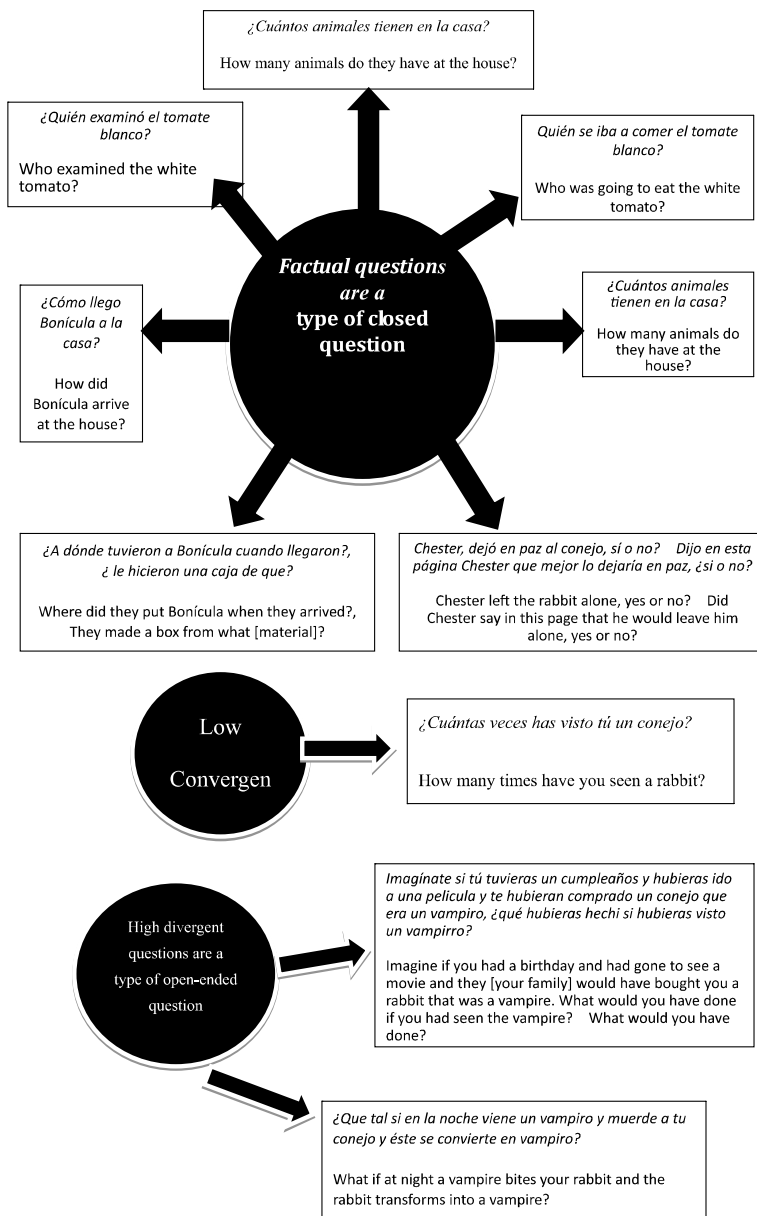 ¿Cuántos animales tienen en la casa?
How many animals do they have at the house?
¿Quién examinó el tomate
blanco?
Who examined the white
tomato?
Quién se iba a comer el tomate
blanco?
Who was going to eat the white
tomato?
Factual questions
are a
type of closed
question
¿Cómo llego
Bonícula a la
casa?
How did
Bonícula arrive
at the house?
¿Cuántos animales
tienen en la casa?
How many animals do
they have at the
house?
¿A dónde tuvieron a Bonícula cuando llegaron?,
¿ le hicieron una caja de que?
Where did they put Bonícula when they arrived?,
They made a box from what [material]?
Chester, dejó en paz al conejo, sí o no? Dijo en esta
página Chester que mejor lo dejaría en paz, ¿si o no?
Chester left the rabbit alone, yes or no? Did
Chester say in this page that he would leave him
alone, yes or no?
Low
Convergen
¿Cuántas veces has visto tú un conejo?
How many times have you seen a rabbit?
High divergent
questions are a
type of open-ended
question
Imagínate si tú tuvieras un cumpleaños y hubieras ido
a una pelicula y te hubieran comprado un conejo que
era un vampiro, ¿qué hubieras hechi si hubieras visto
un vampirro?
Imagine if you had a birthday and had gone to see a
movie and they [your family] would have bought you a
rabbit that was a vampire. What would you have done
if you had seen the vampire? What would you have
done?
¿Que tal si en la noche viene un vampiro y muerde a tu
conejo y éste se convierte en vampiro?
What if at night a vampire bites your rabbit and the
rabbit transforms into a vampire?